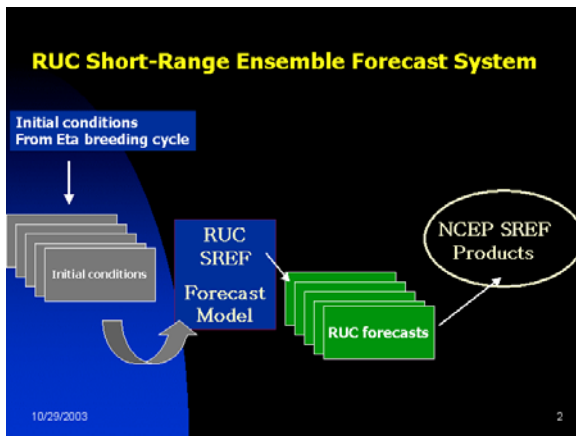 RUC Short-Range Ensemble Forecast System
Initial conditions
From Eta breeding cycle
Initial conditions
RUC
SREF
Forecast
Model
RUC forecasts
NCEP SREF
Products
10/29/2003
2